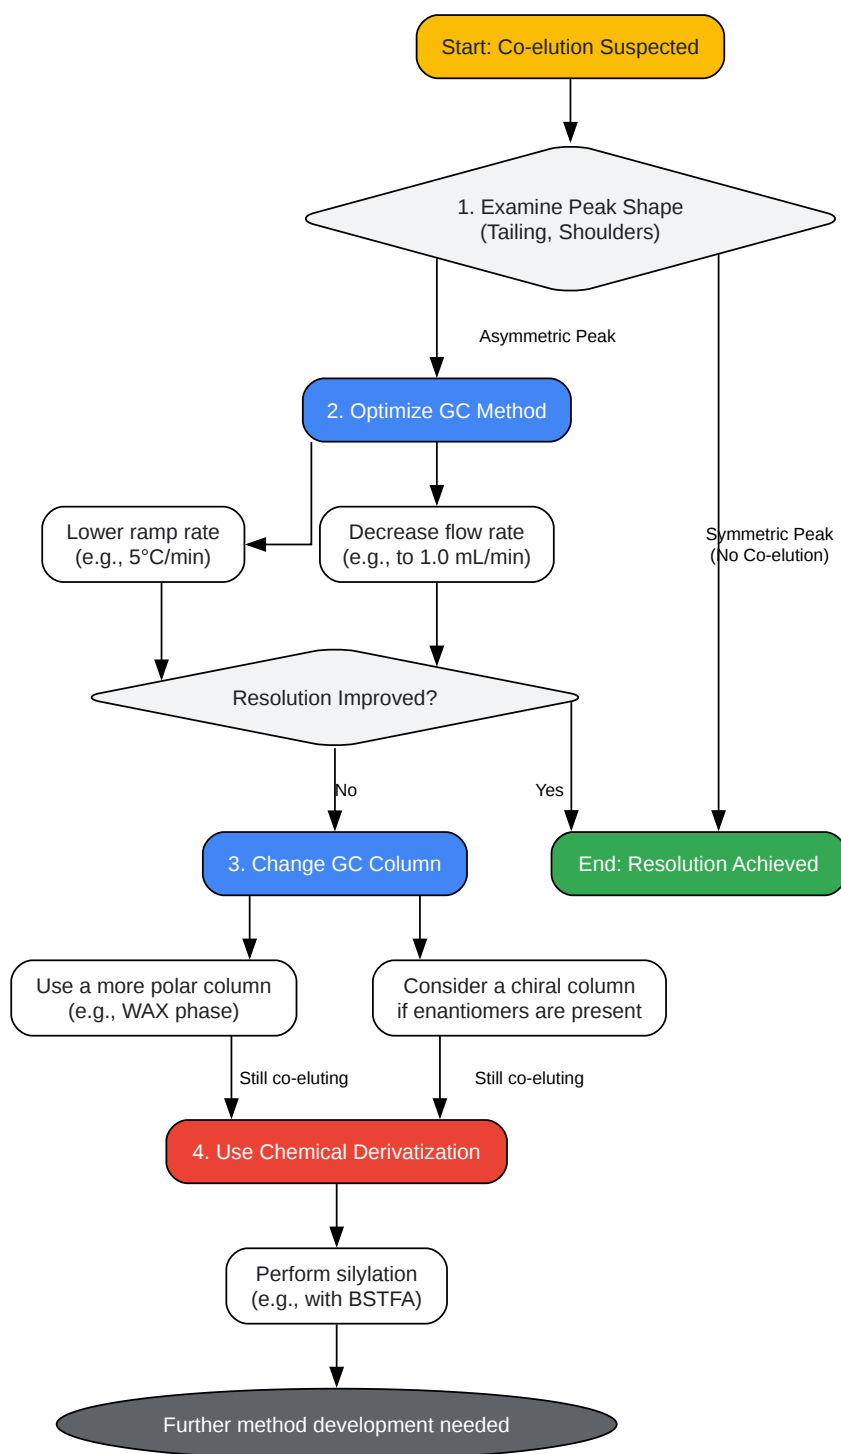 Start: Co-elution Suspected
1. Examine Peak Shape
(Tailing, Shoulders)
Asymmetric Peak
2. Optimize GC Method
Lower ramp rate
(e.g., 5°C/min)
Decrease flow rate
(e.g., to 1.0 mL/min)
Symmetric Peak
(No Co-elution)
Resolution Improved?
No
Yes
3. Change GC Column
End: Resolution Achieved
Use a more polar column
(e.g., WAX phase)
Consider a chiral column
if enantiomers are present
Still co-eluting
Still co-eluting
4. Use Chemical Derivatization
Perform silylation
(e.g., with BSTFA)
Further method development needed